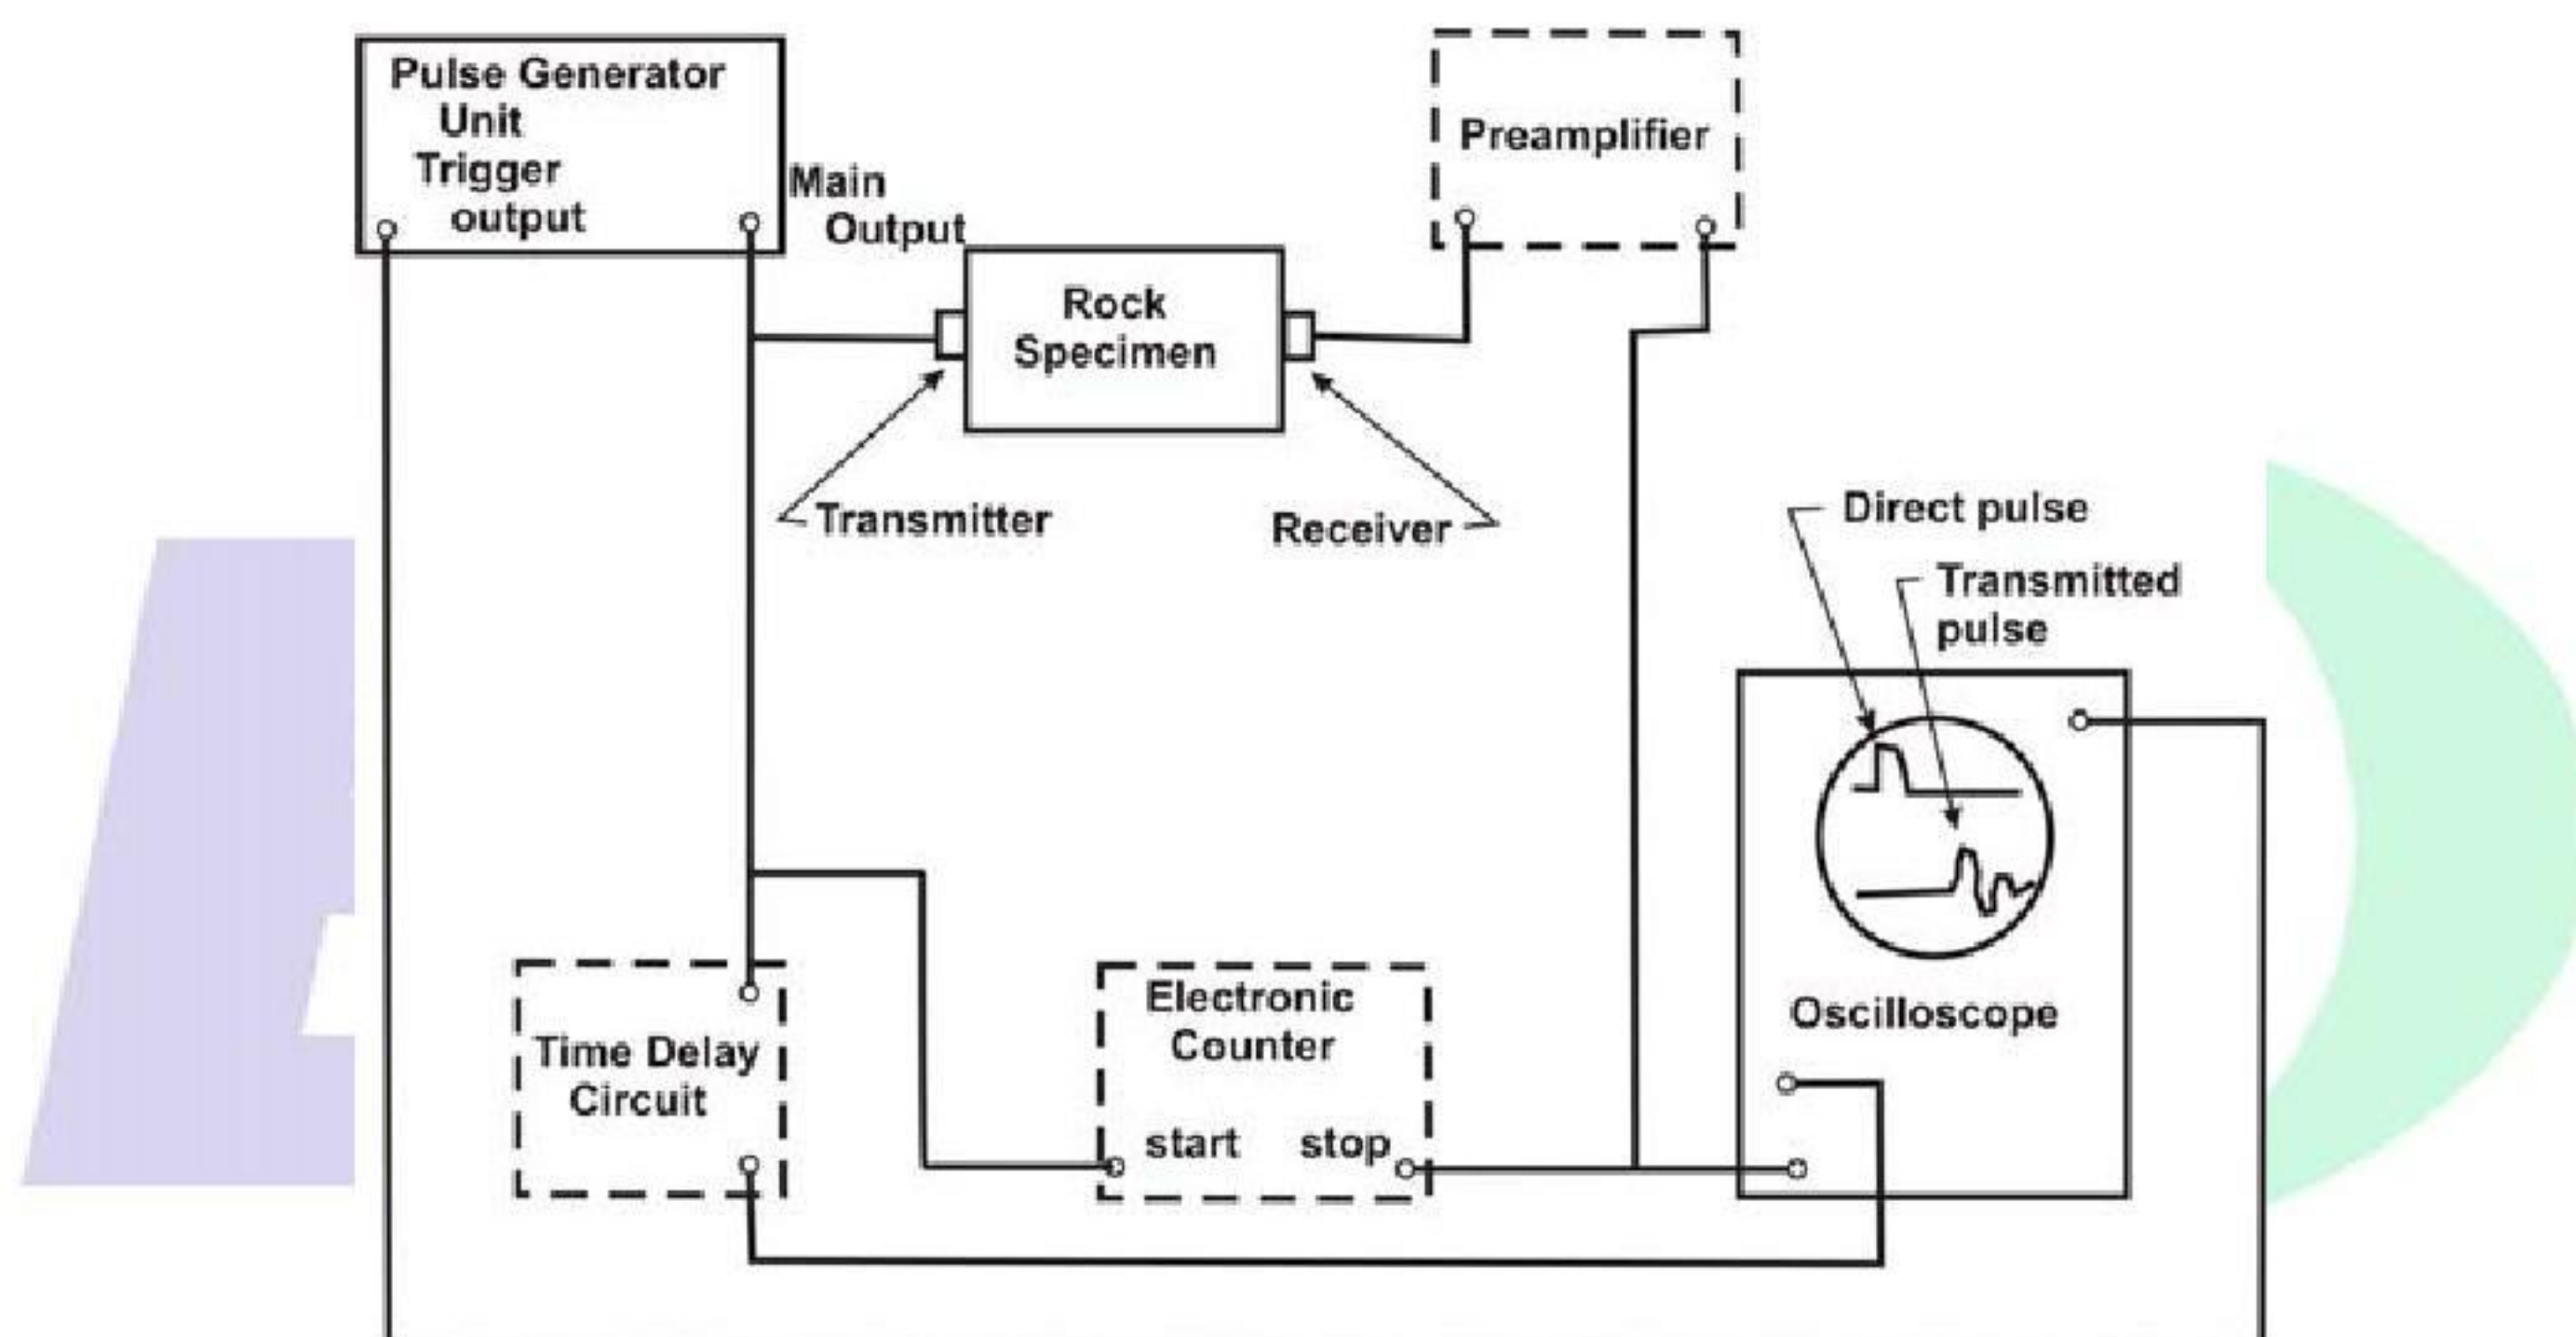 Pulse Generator
Unit
Trigger
output
Main
Output
Preamplifier
Rock
Specimen
Transmitter
Receiver
Direct pulse
Transmitted
pulse
Time Delay
Circuit
Electronic
Counter
start stop
Oscilloscope